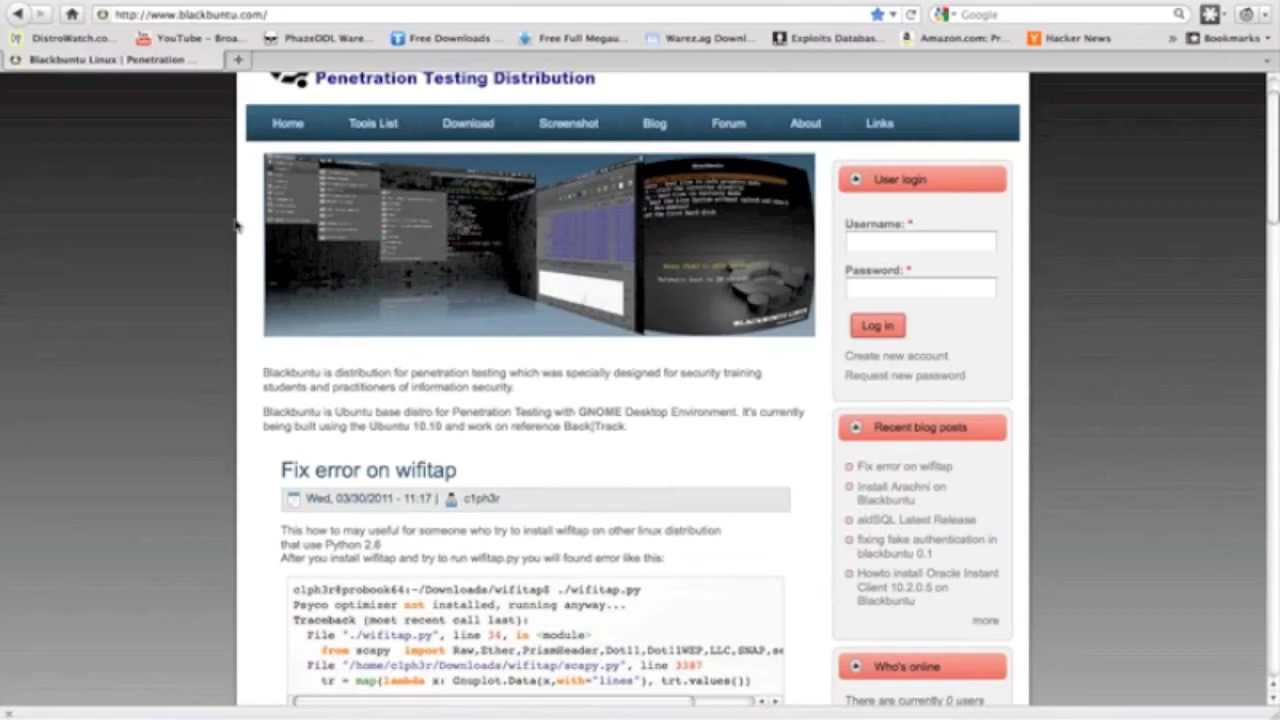 http://www.blackbuntu.com/
Google
DistroWatch.co...
YouTube - Broa...
PhazeDDL Ware...
Free Downloads ...
Free Full Megau...
Warez.ag Downl...
Exploits Databas...
Amazon.com: Pr...
Hacker News
»
Bookmarks
Blackbuntu Linux | Penetration ...
Penetration Testing Distribution
Home
Tools List
Download
Screenshot
Blog
Forum
About
Links
BLACKBUNTU LINUX
Blackbuntu is distribution for penetration testing which was specially designed for security training
students and practitioners of information security.
Blackbuntu is Ubuntu base distro for Penetration Testing with GNOME Desktop Environment. It's currently
being built using the Ubuntu 10.10 and work on reference Back|Track.
Fix error on wifitap
Wed, 03/30/2011 - 11:17 | c1ph3r
This how to may useful for someone who try to install wifitap on other linux distribution
that use Python 2.6
After you install wifitap and try to run wifitap.py you will found error like this:
c1ph3r@probook64:~/Downloads/wifitap$ ./wifitap.py
Psyco optimizer not installed, running anyway...
Traceback (most recent call last):
File "./wifitap.py", line 34, in <module>
from scapy import Raw,Ether,PrismHeader,Dot11,Dot11WEP,LLC,SNAP,se
File "/home/c1ph3r/Downloads/wifitap/scapy.py", line 3387
tr = map(lambda x: Gnuplot.Data(x,with="lines"), trt.values())
User login
Username: *
Password: *
Log in
Create new account
Request new password
Recent blog posts
Fix error on wifitap
Install Arachni on
Blackbuntu
aidSQL Latest Release
fixing fake authentication in
blackbuntu 0.1
Howto install Oracle Instant
Client 10.2.0.5 on
Blackbuntu
more
Who's online
There are currently 0 users